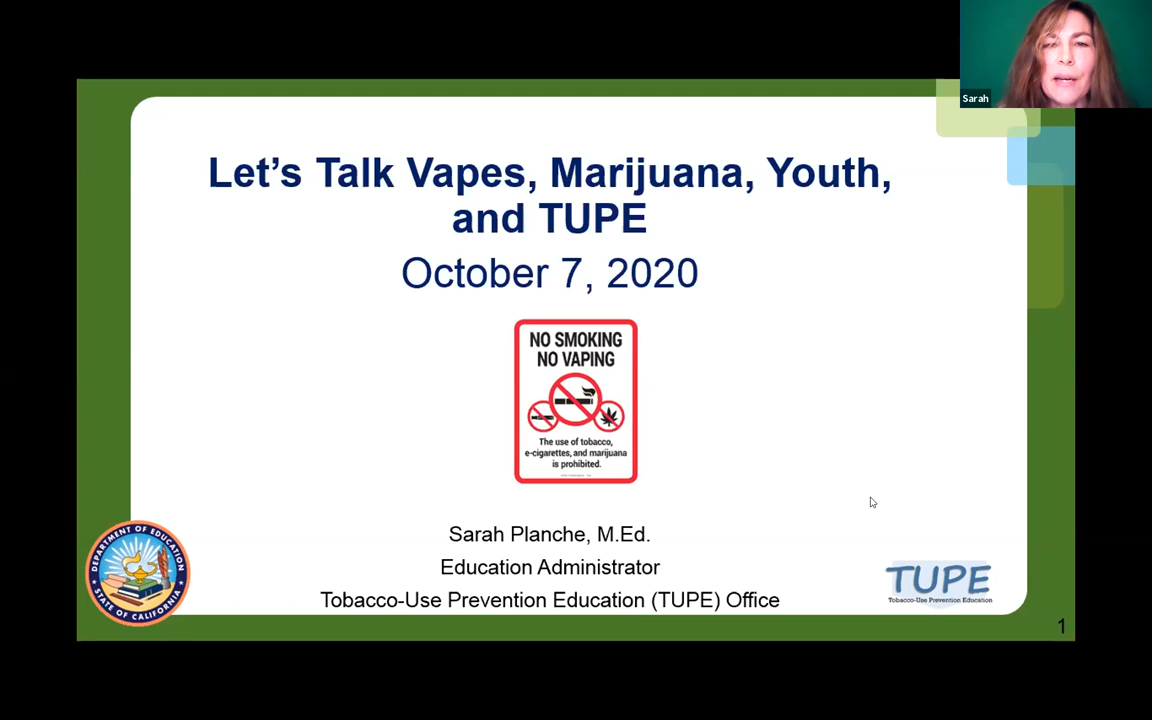 Sarah
Let's Talk Vapes, Marijuana, Youth,
and TUPE
October 7, 2020
NO SMOKING
NO VAPING
The use of tobacco,
e-cigarettes, and marijuana
is prohibited.
Sarah Planche, M.Ed.
Education Administrator
Tobacco-Use Prevention Education (TUPE) Office
DEPARTMENT OF EDUCATION
STATE OF CALIFORNIA
TUPE
Tobacco-Use Prevention Education
1